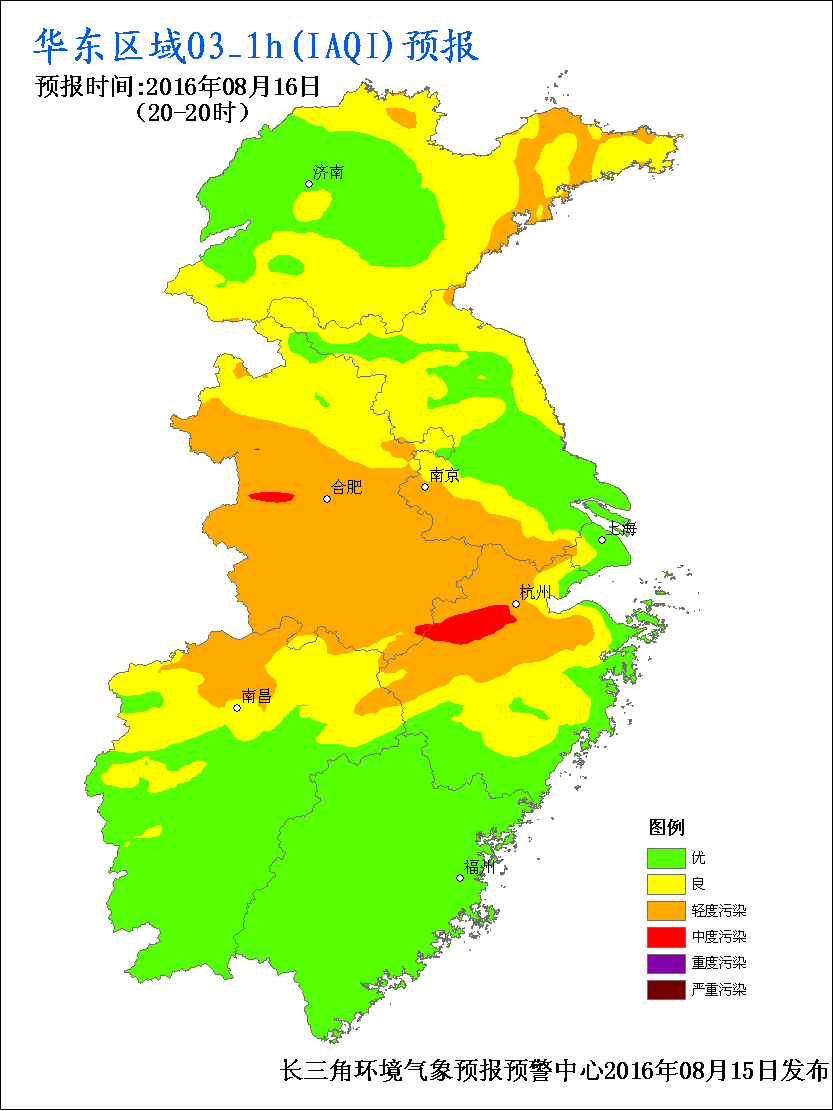 华东区域O3_1h(IAQI)预报
预报时间:2016年08月16日
（20-20时）
济南
合肥
南京
上海
杭州
南昌
福州
图例
优
良
轻度污染
中度污染
重度污染
严重污染
长三角环境气象预报预警中心2016年08月15日发布